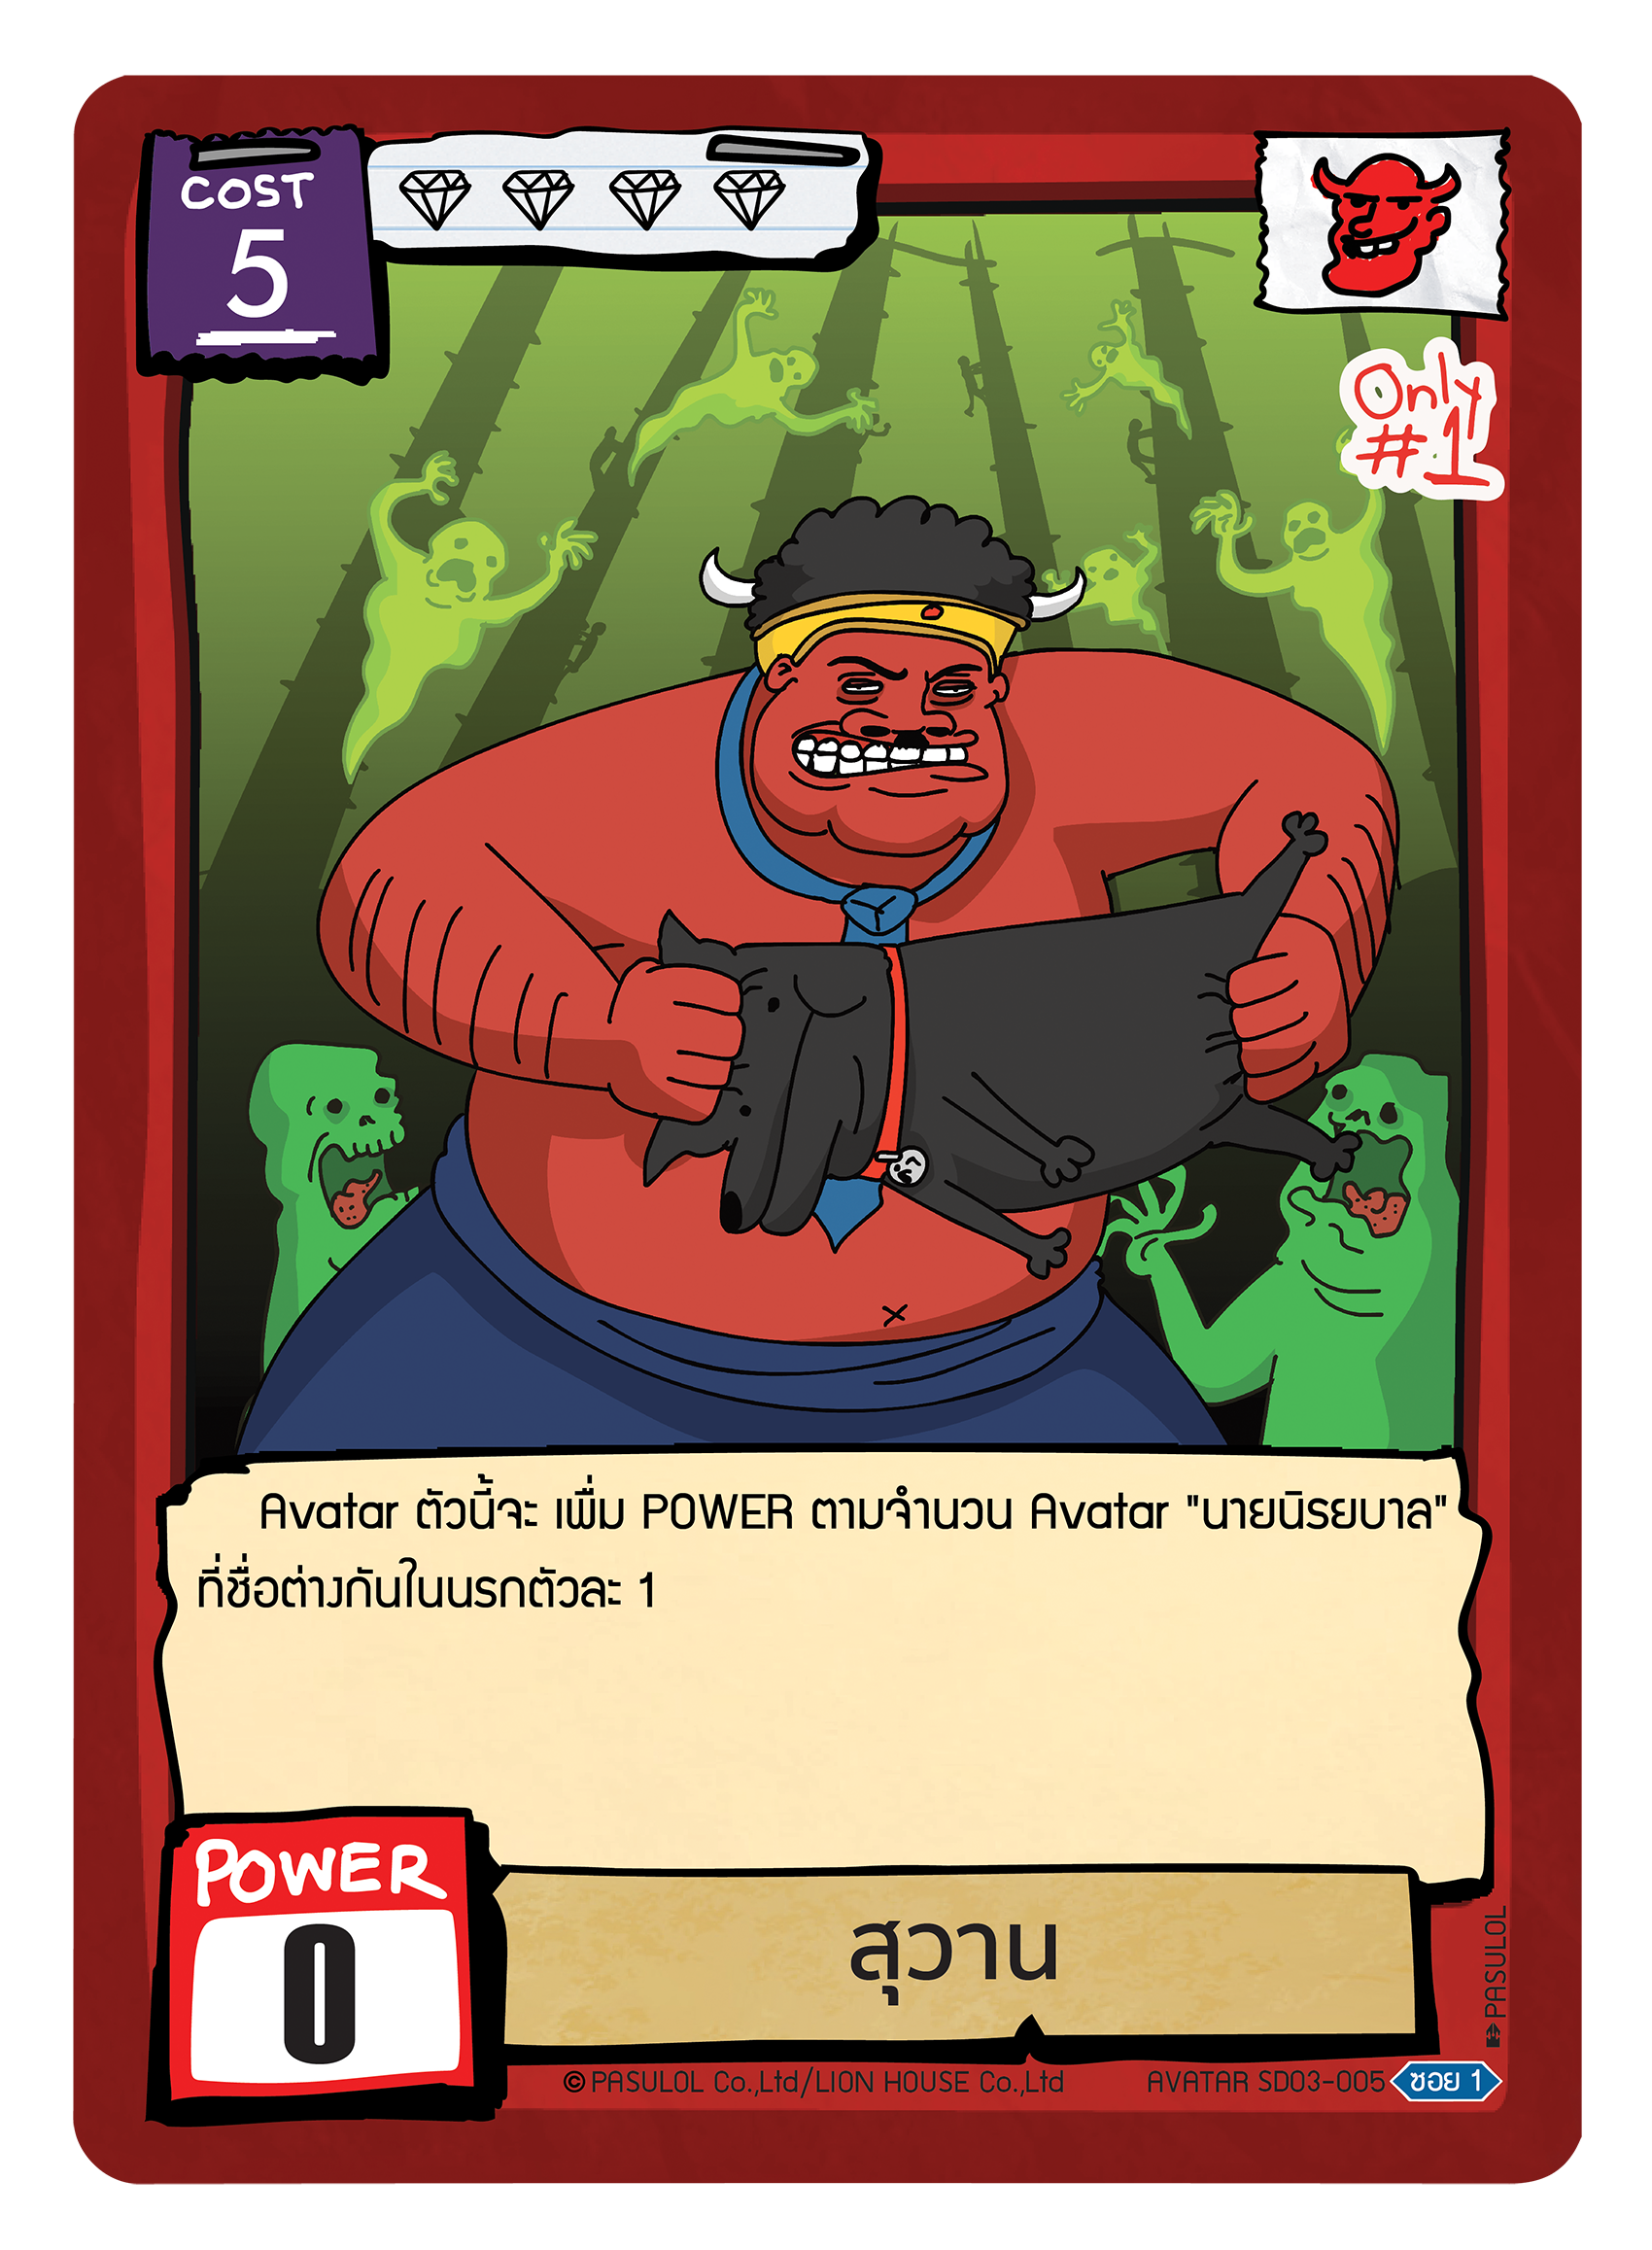 COST
5
Only
#1
Avatar ตัวนี้จะ เพิ่ม POWER ตามจำนวน Avatar "นายนิรยบาล"
ที่ชื่อต่างกันในนรกตัวละ 1
POWER
0
สุวาน
PASULOL
© PASULOL Co.,Ltd/LION HOUSE Co.,Ltd
AVATAR SD03-005 ซอย 1